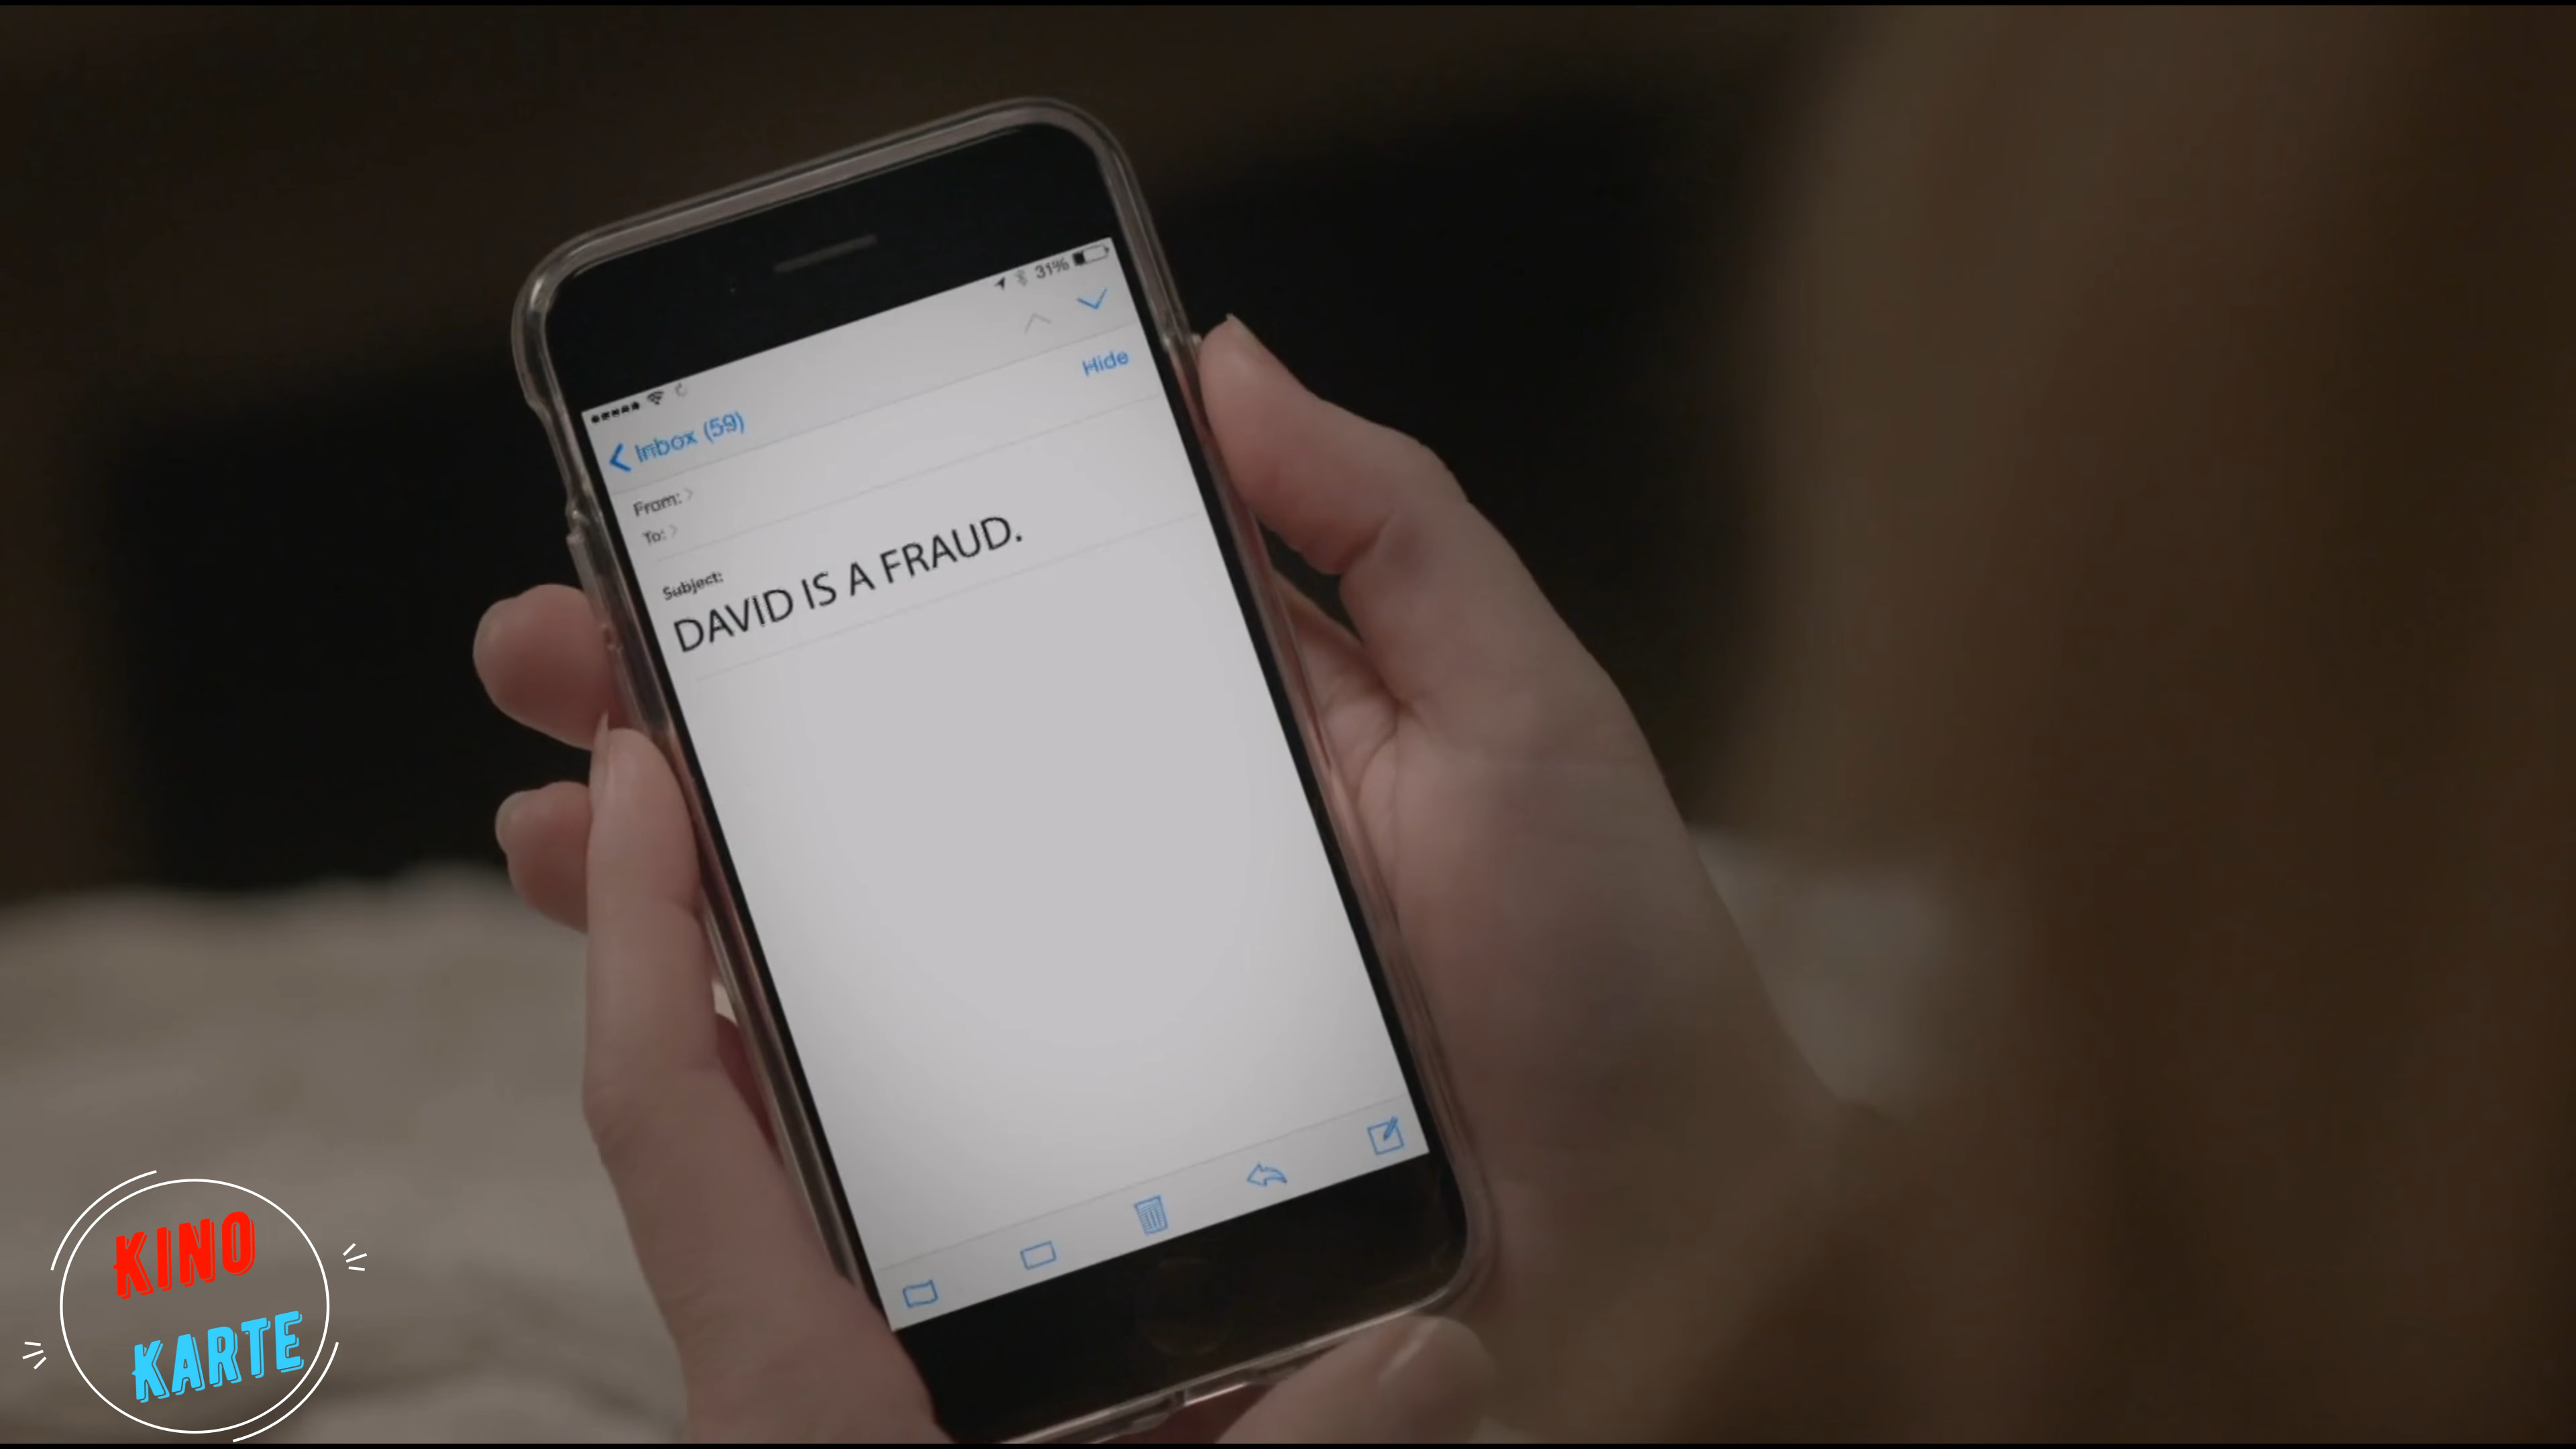 31%
Inbox (59)
Hide
From:
To:
Subject:
DAVID IS A FRAUD.
KINO
KARTE